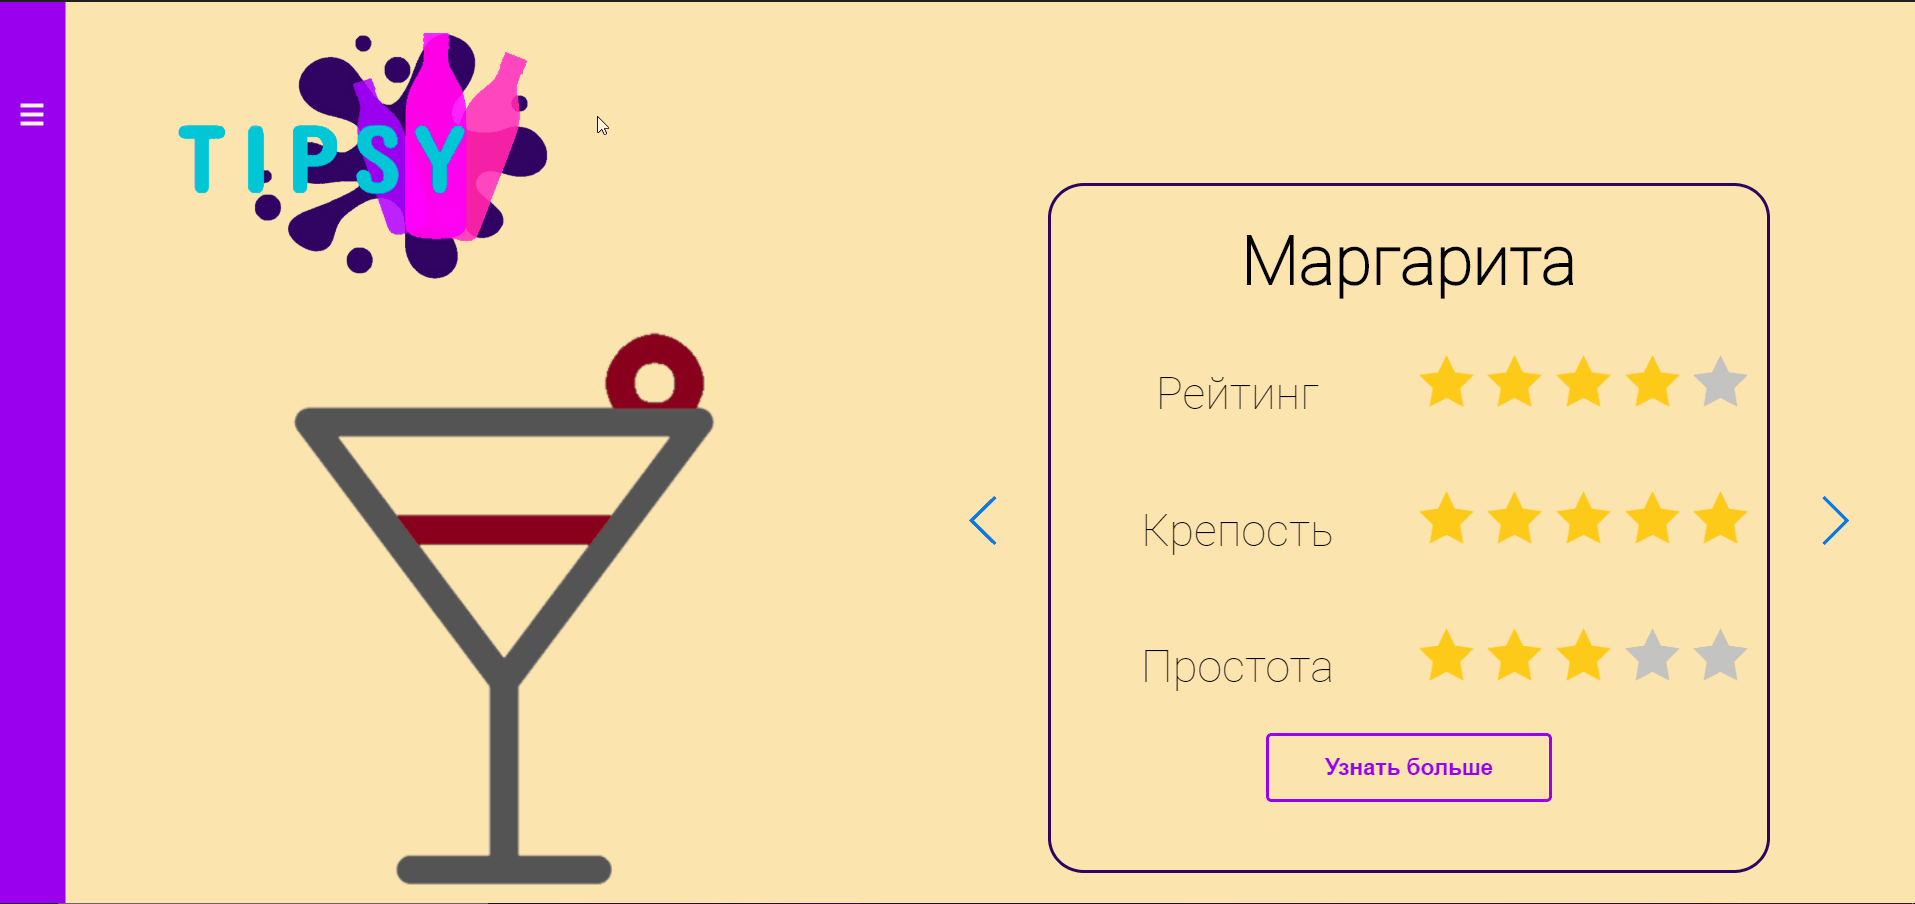 TIPSY
Маргарита
Рейтинг
Крепость
Простота
Узнать больше